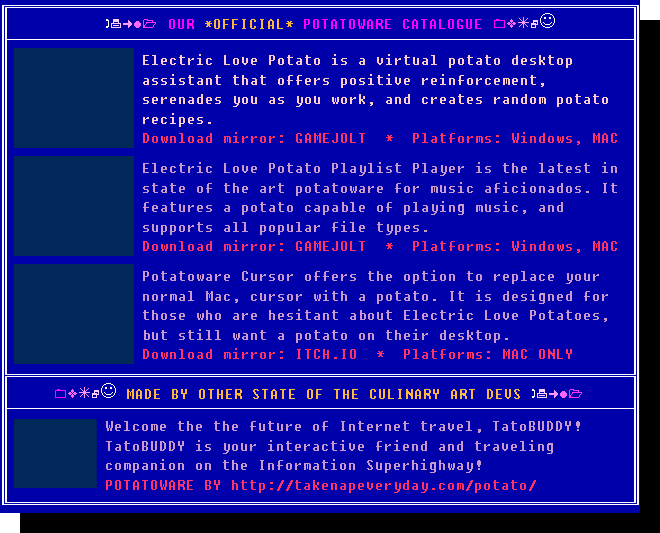 OUR *OFFICIAL* POTATOWARE CATALOGUE
Electric Love Potato is a virtual potato desktop
assistant that offers positive reinforcement,
serenades you as you work, and creates random potato
recipes.
Download mirror: GAMEJOLT * Platforms: Windows, MAC
Electric Love Potato Playlist Player is the latest in
state of the art potatoware for music aficionados. It
features a potato capable of playing music, and
supports all popular file types.
Download mirror: GAMEJOLT * Platforms: Windows, MAC
Potatoware Cursor offers the option to replace your
normal Mac, cursor with a potato. It is designed for
those who are hesitant about Electric Love Potatoes,
but still want a potato on their desktop.
Download mirror: ITCH.IO * Platforms: MAC ONLY
MADE BY OTHER STATE OF THE CULINARY ART DEVS
Welcome the the future of Internet travel, TatoBUDDY!
TatoBUDDY is your interactive friend and traveling
companion on the Information Superhighway!
POTATOWARE BY http://takenapeveryday.com/potato/